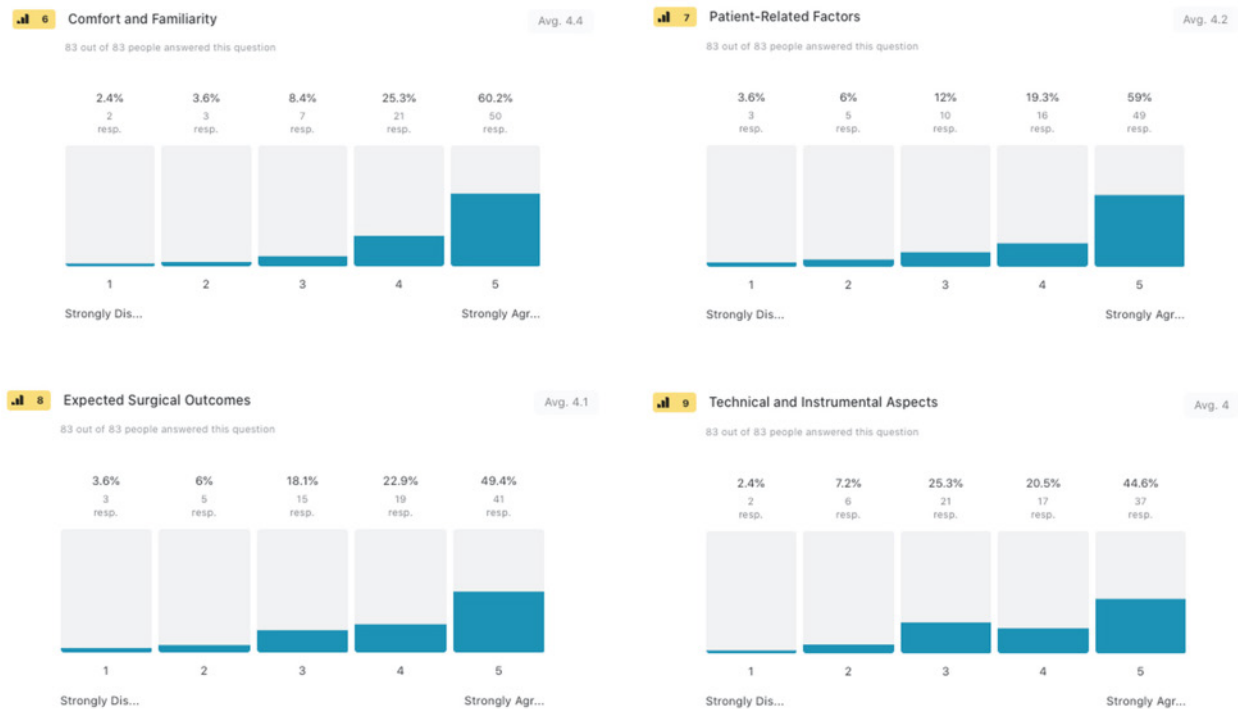 6 Comfort and Familiarity Avg. 4.4
83 out of 83 people answered this question
2.4% 3.6% 8.4% 25.3% 60.2%
2 3 7 21 50
resp. resp. resp. resp. resp.
1 2 3 4 5
Strongly Dis... Strongly Agr...
7 Patient-Related Factors Avg. 4.2
83 out of 83 people answered this question
3.6% 6% 12% 19.3% 59%
3 5 10 16 49
resp. resp. resp. resp. resp.
1 2 3 4 5
Strongly Dis... Strongly Agr...
8 Expected Surgical Outcomes Avg. 4.1
83 out of 83 people answered this question
3.6% 6% 18.1% 22.9% 49.4%
3 5 15 19 41
resp. resp. resp. resp. resp.
1 2 3 4 5
Strongly Dis... Strongly Agr...
9 Technical and Instrumental Aspects Avg. 4
83 out of 83 people answered this question
2.4% 7.2% 25.3% 20.5% 44.6%
2 6 21 17 37
resp. resp. resp. resp. resp.
1 2 3 4 5
Strongly Dis... Strongly Agr...